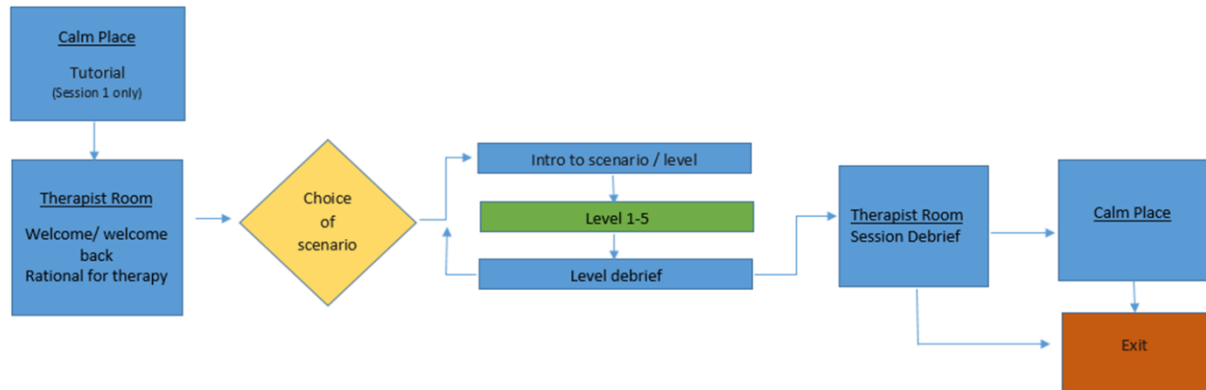 Calm Place
Tutorial
(Session 1 only)
Therapist Room
Welcome/ welcome
back
Rational for therapy
Choice
of
scenario
Intro to scenario / level
Level 1-5
Level debrief
Therapist Room
Session Debrief
Calm Place
Exit